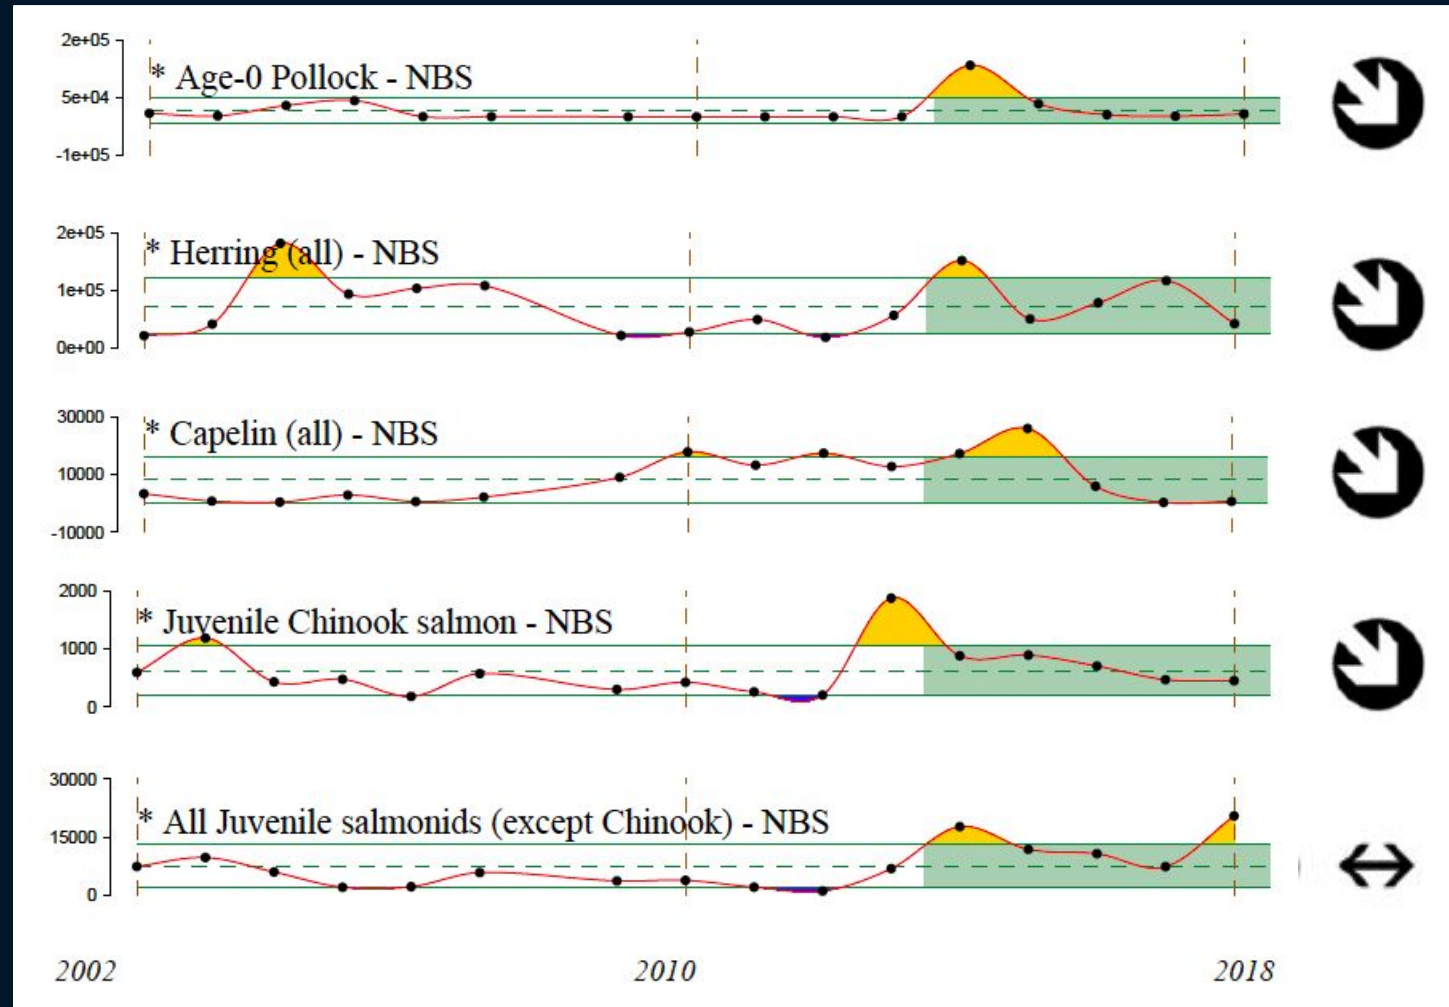 2e+05
* Age-0 Pollock - NBS
5e+04
-1e+05
2e+05
* Herring (all) - NBS
1e+05
0e+00
30000
* Capelin (all) - NBS
10000
-10000
2000
* Juvenile Chinook salmon - NBS
1000
0
30000
* All Juvenile salmonids (except Chinook) - NBS
15000
0
2002 2010 2018